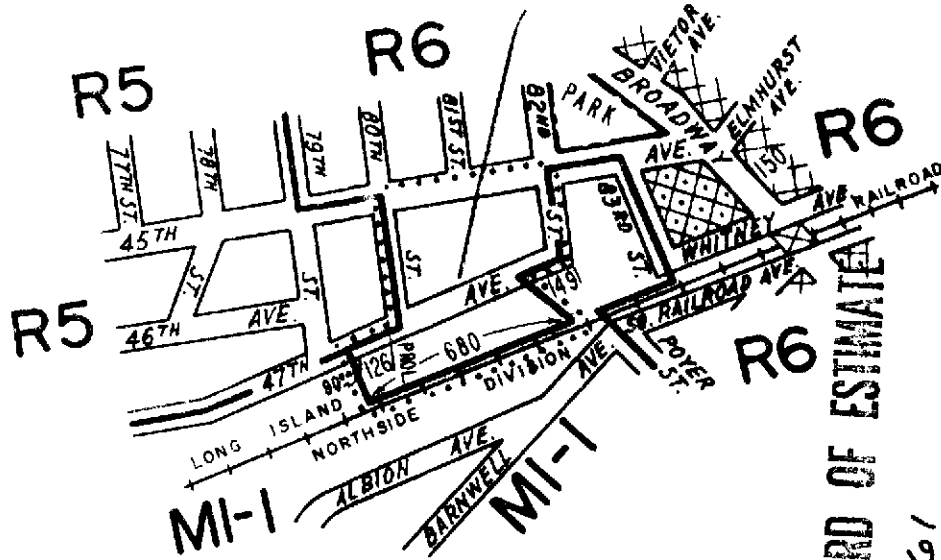 R5
R6
VIETOR AVE.
BROADWAY
ELMHURST AVE.
PARK
R6
77TH ST.
78TH
79TH
80TH
81ST ST.
82ND
AVE.
150
45TH
83RD
ST.
ST.
ST.
ST.
ST.
WHITNEY AVE
RAILROAD
R5
46TH AVE.
AVE.
49
SO. RAILROAD AVE.
47TH
90°
126
PROL
680
POYER ST.
R6
LONG ISLAND
NORTHSIDE DIVISION
AVE.
ALBION AVE.
BARNWELL
M1-1
M1-1
RD OF ESTIMATE